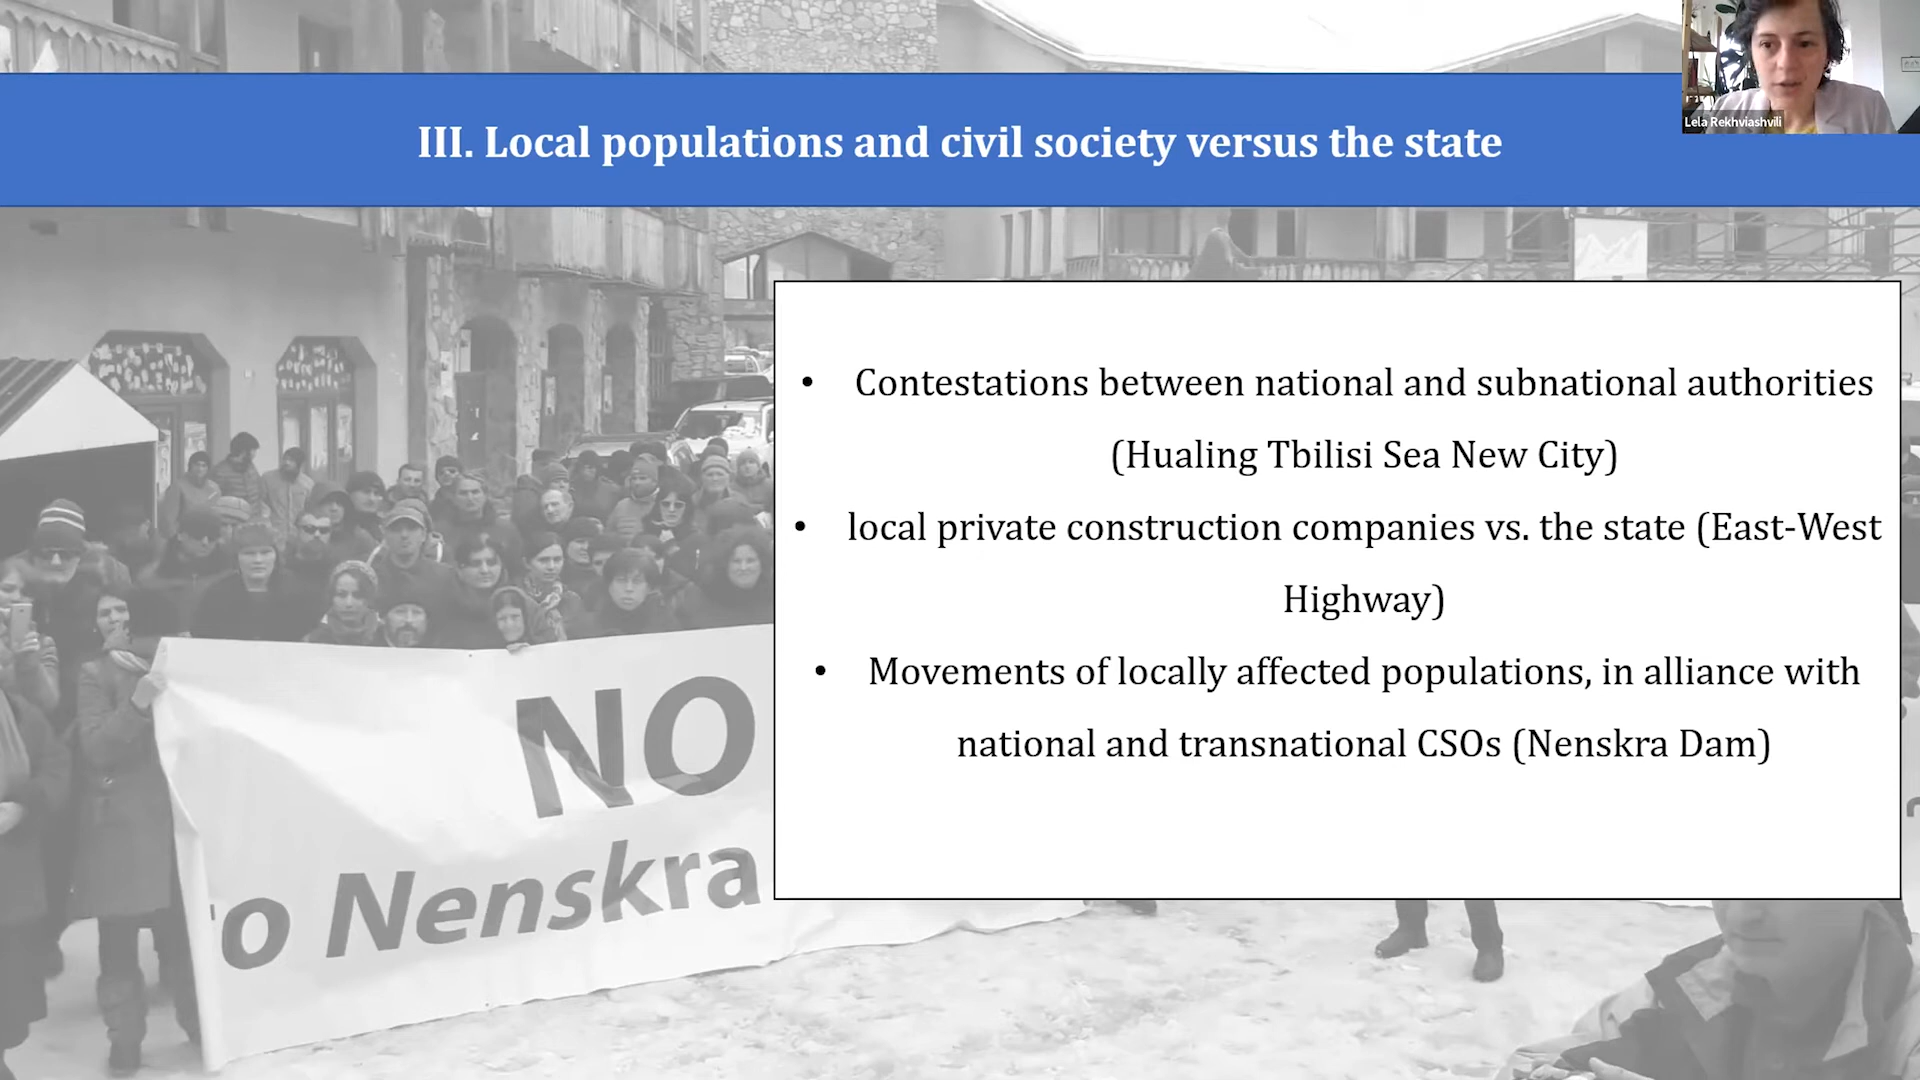 III. Local populations and civil society versus the state
Lela Rekhviashvili
• Contestations between national and subnational authorities
(Hualing Tbilisi Sea New City)
• local private construction companies vs. the state (East-West
Highway)
• Movements of locally affected populations, in alliance with
national and transnational CSOs (Nenskra Dam)
NO
o Nenskra